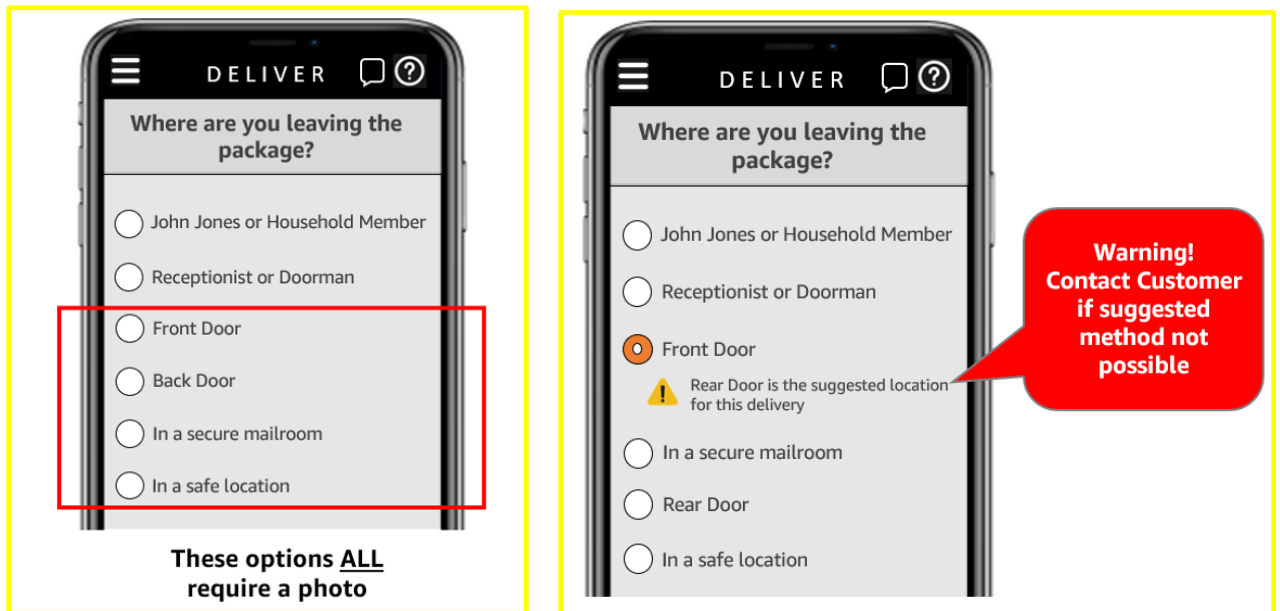 DELIVER
Where are you leaving the
package?
John Jones or Household Member
Receptionist or Doorman
Front Door
Back Door
In a secure mailroom
In a safe location
These options ALL
require a photo
DELIVER
Where are you leaving the
package?
John Jones or Household Member
Receptionist or Doorman
Front Door
Rear Door is the suggested location
for this delivery
In a secure mailroom
Rear Door
In a safe location
Warning!
Contact Customer
if suggested
method not
possible